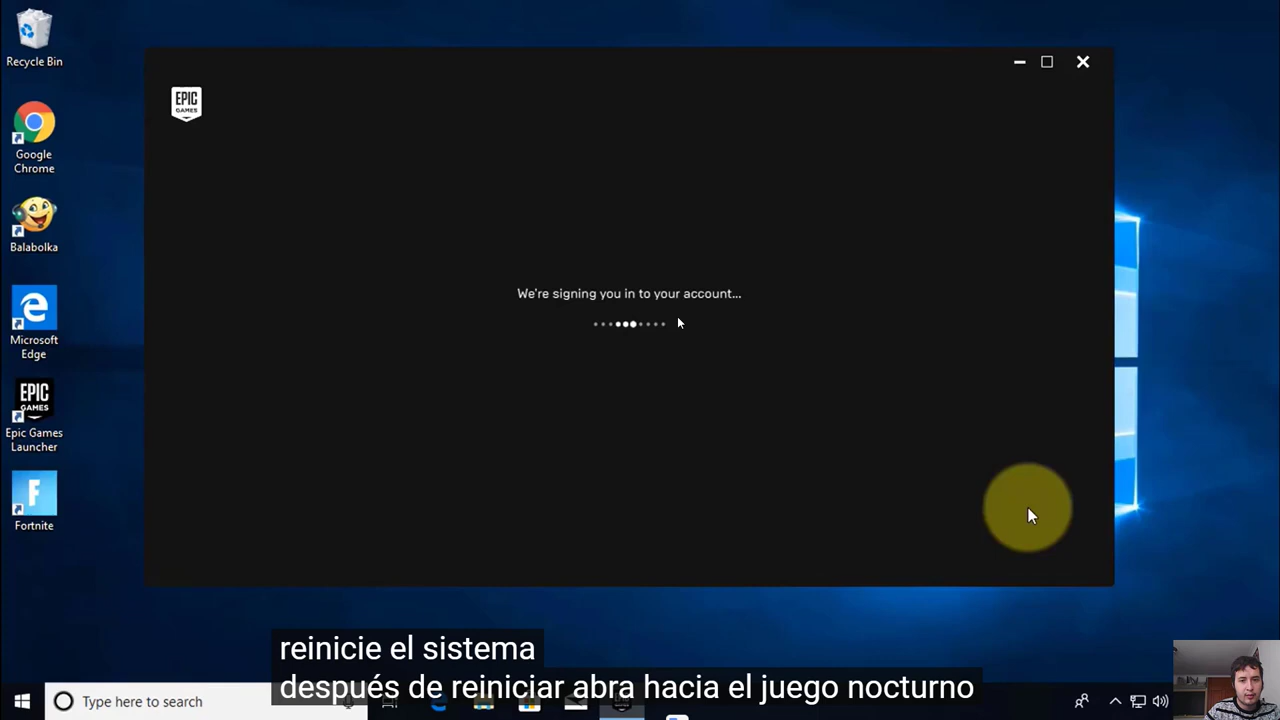 Recycle Bin
Google
Chrome
Balabolka
Microsoft
Edge
EPIC
GAMES
Epic Games
Launcher
F
Fortnite
EPIC
GAMES
We're signing you in to your account...
reinicie el sistema
después de reiniciar abra hacia el juego nocturno
Type here to search